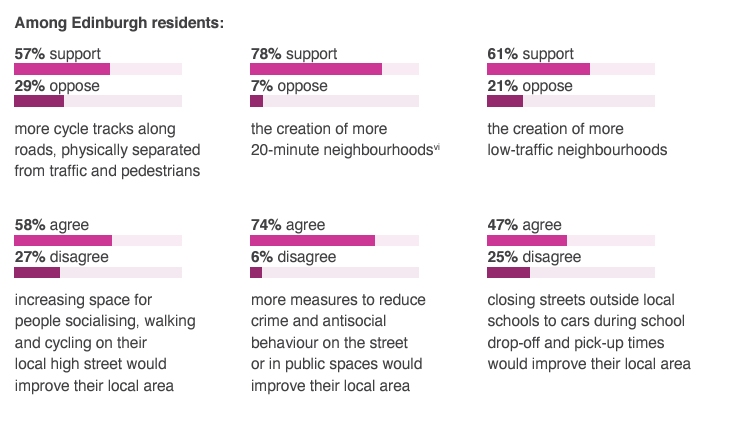 Among Edinburgh residents:
57% support
29% oppose
more cycle tracks along
roads, physically separated
from traffic and pedestrians
78% support
7% oppose
the creation of more
20-minute neighbourhoodsvi
61% support
21% oppose
the creation of more
low-traffic neighbourhoods
58% agree
27% disagree
increasing space for
people socialising, walking
and cycling on their
local high street would
improve their local area
74% agree
6% disagree
more measures to reduce
crime and antisocial
behaviour on the street
or in public spaces would
improve their local area
47% agree
25% disagree
closing streets outside local
schools to cars during school
drop-off and pick-up times
would improve their local area